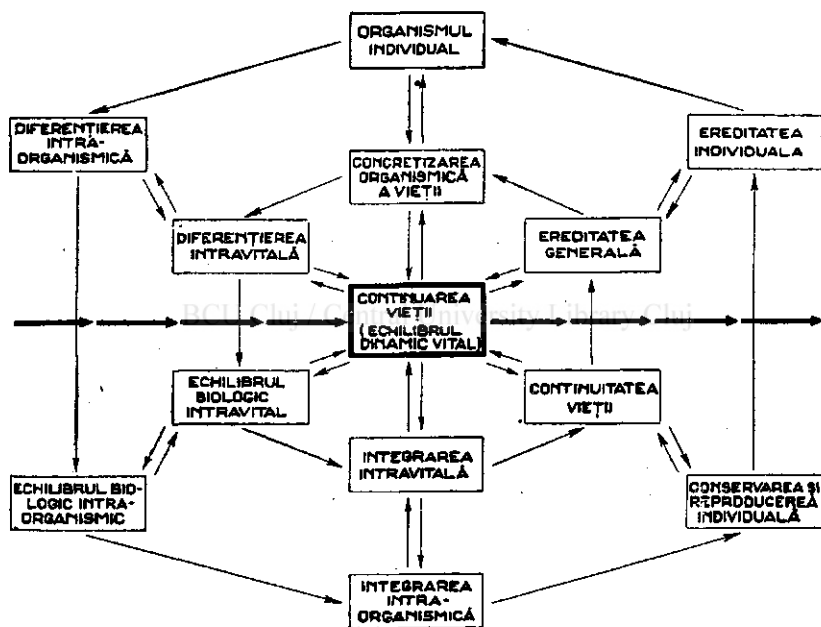 ORGANISMUL
INDIVIDUAL
DIFERENȚIEREA
INTRA-
ORGANISMICĂ
EREDITATEA
INDIVIDUALA
CONCRETIZAREA
ORGANISMICĂ
A VIEȚII
DIFERENȚIEREA
INTRAVITALĂ
EREDITATEA
GENERALĂ
CONTINUAREA
VIEȚII
(ECHILIBRUL
DINAMIC VITAL)
BCU Cluj / Central University Library Cluj
ECHILIBRUL
BIOLOGIC
INTRAVITAL
CONTINUITATEA
VIEȚII
INTEGRAREA
INTRAVITALĂ
ECHILIBRUL BIO-
LOGIC INTRA-
ORGANISMIC
CONSERVAREA ȘI
REPRODUCEREA
INDIVIDUALĂ
INTEGRAREA
INTRA-
ORGANISMICĂ